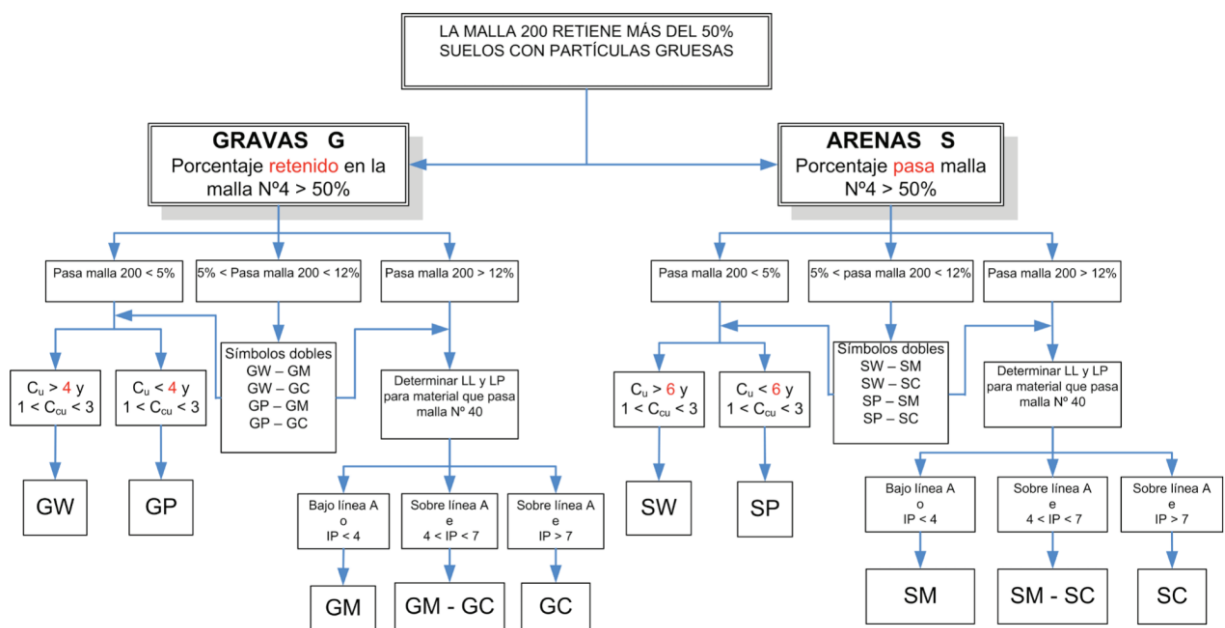 LA MALLA 200 RETIENE MÁS DEL 50%
SUELOS CON PARTÍCULAS GRUESAS
GRAVAS G
Porcentaje retenido en la
malla Nº4 > 50%
ARENAS S
Porcentaje pasa malla
Nº4 > 50%
Pasa malla 200 < 5%
5% < Pasa malla 200 < 12%
Pasa malla 200 > 12%
Pasa malla 200 < 5%
5% < pasa malla 200 < 12%
Pasa malla 200 > 12%
Cu > 4 y
1 < Ccu < 3
Cu < 4 y
1 < Ccu < 3
Símbolos dobles
GW – GM
GW – GC
GP – GM
GP – GC
Determinar LL y LP
para material que pasa
malla Nº 40
Cu > 6 y
1 < Ccu < 3
Cu < 6 y
1 < Ccu < 3
Símbolos dobles
SW – SM
SW – SC
SP – SM
SP – SC
Determinar LL y LP
para material que pasa
malla Nº 40
GW
GP
Bajo línea A
o
IP < 4
Sobre línea A
e
4 < IP < 7
Sobre línea A
e
IP > 7
SW
SP
Bajo línea A
o
IP < 4
Sobre línea A
e
4 < IP < 7
Sobre línea A
e
IP > 7
GM
GM - GC
GC
SM
SM - SC
SC